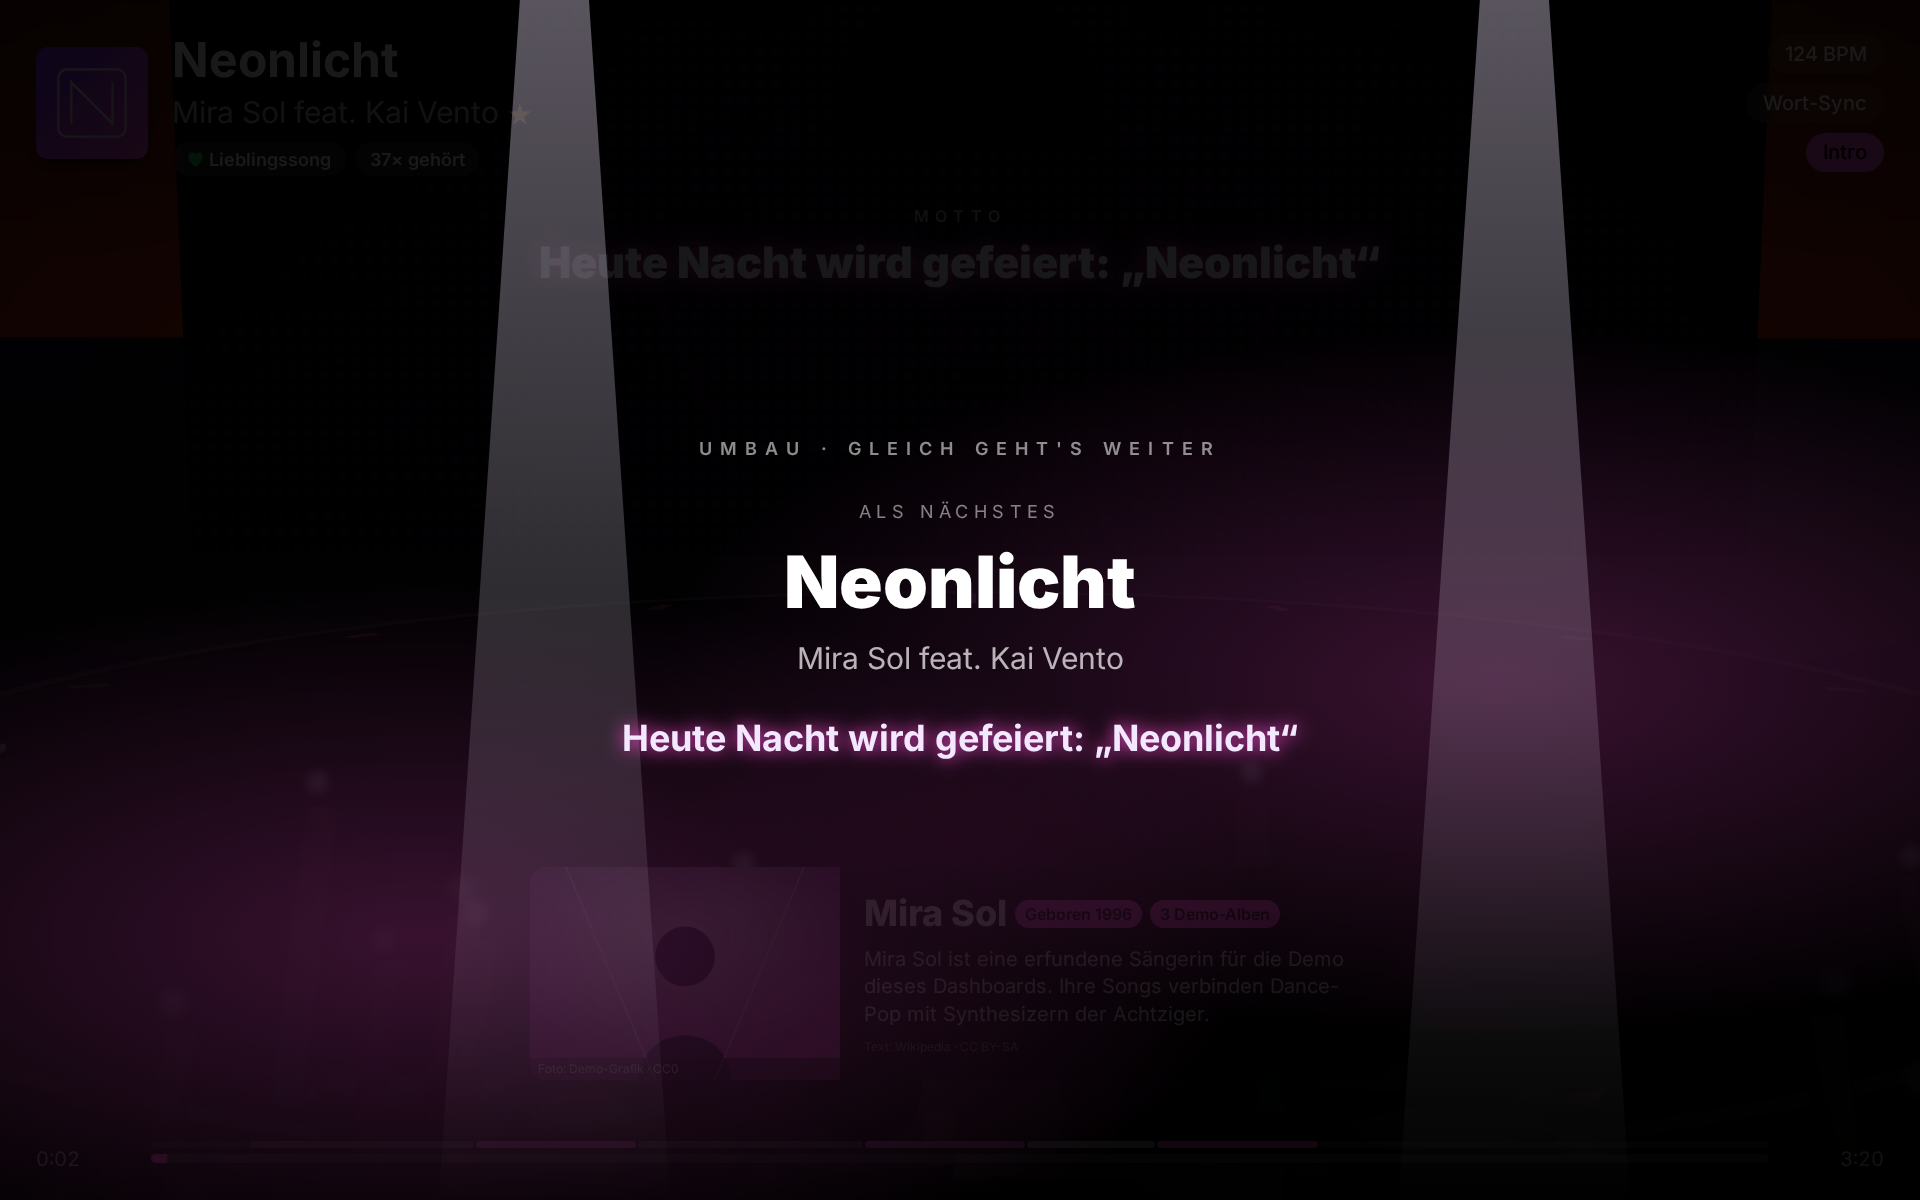 Neonlicht
Mira Sol feat. Kai Vento ★
Lieblingssong
37× gehört
124 BPM
Wort-Sync
Intro
MOTTO
Heute Nacht wird gefeiert: „Neonlicht“
UMBAU · GLEICH GEHT'S WEITER
ALS NÄCHSTES
Neonlicht
Mira Sol feat. Kai Vento
Heute Nacht wird gefeiert: „Neonlicht“
Mira Sol
Geboren 1996
3 Demo-Alben
Mira Sol ist eine erfundene Sängerin für die Demo
dieses Dashboards. Ihre Songs verbinden Dance-
Pop mit Synthesizern der Achtziger.
Text: Wikipedia · CC BY-SA
Foto: Demo-Grafik · CC0
0:02
3:20